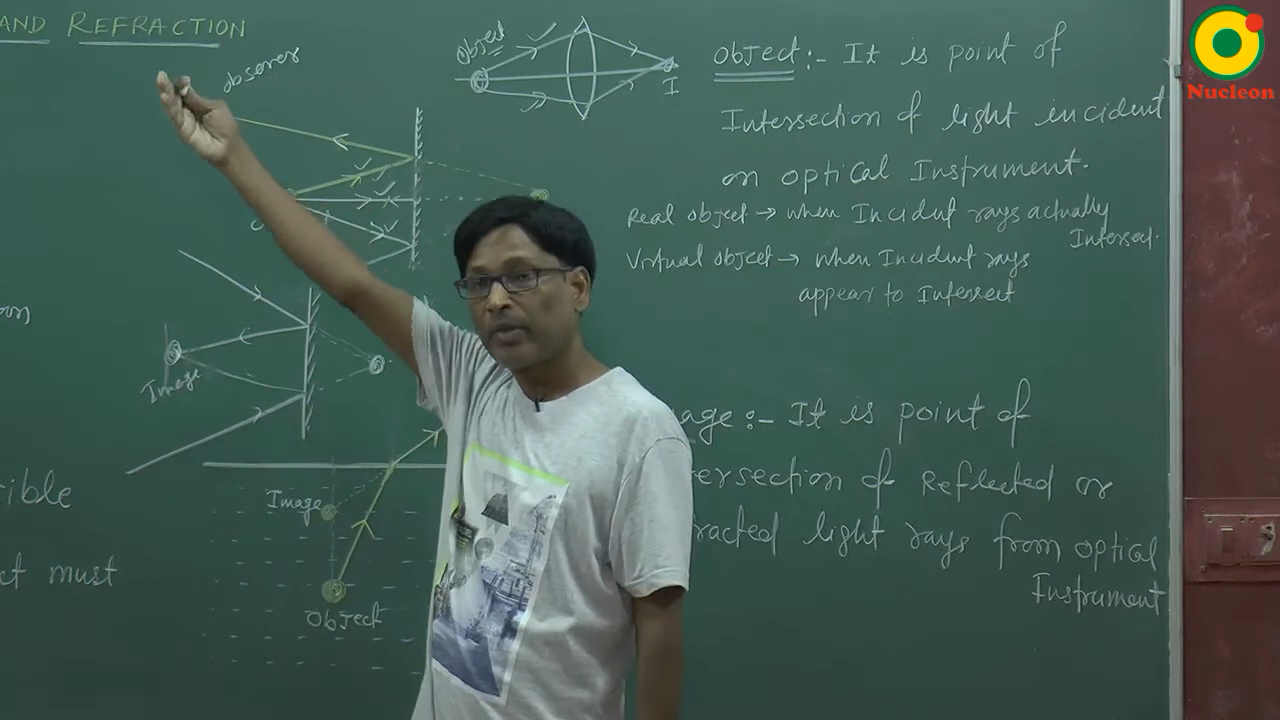 AND REFRACTION
observer
Object
I
Object :- It is point of
Intersection of light incident
on optical Instrument.
Real object → when Incident rays actually
Intersect.
Virtual object → when Incident rays
appear to Intersect
Image
Image
Object
age :- It is point of
ersection of Reflected or
racted light rays from optical
Instrument
must
Nucleon